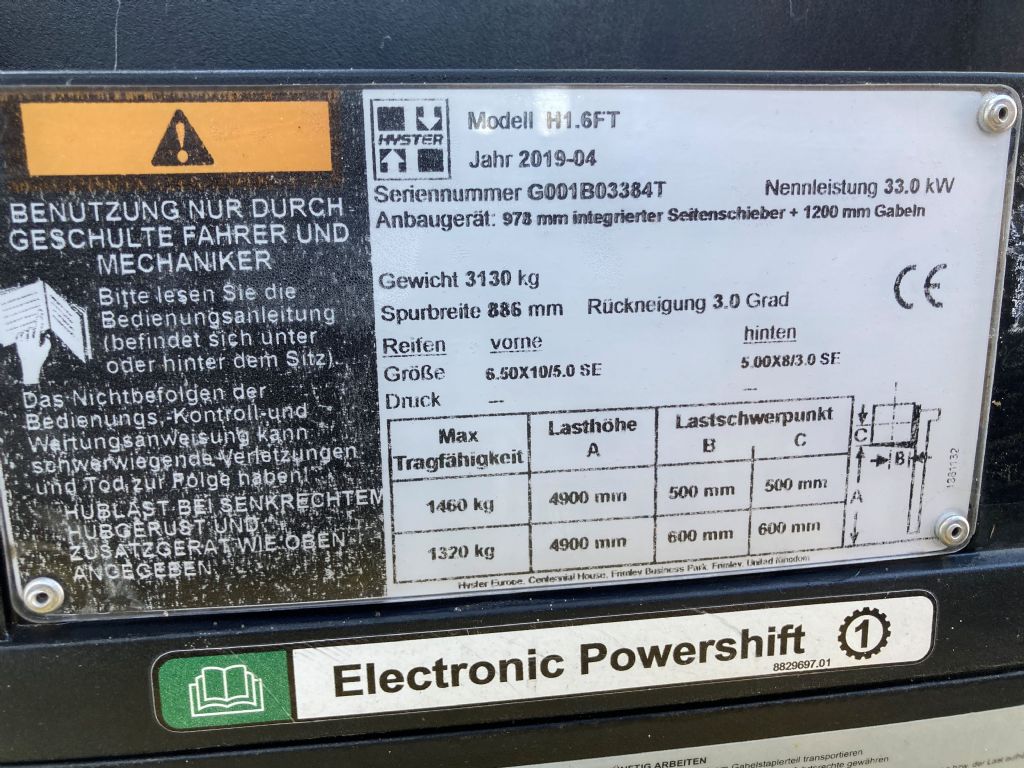 BENUTZUNG NUR DURCH
GESCHULTE FAHRER UND
MECHANIKER
Bitte lesen Sie die
Bedienungsanleitung
(befindet sich unter
oder hinter dem Sitz).
Das Nichtbefolgen der
Bedienungs,-Kontroll-und
Wartungsanweisung kann
schwerwiegende Verletzungen
und Tod zur Folge haben!
HUBLAST BEI SENKRECHTEM
HUBGERÜST UND
ZUSATZGERÄT WIE OBEN
ANGEGEBEN
HYSTER
Modell H1.6FT
Jahr 2019-04
Seriennummer G001B03384T Nennleistung 33.0 kW
Anbaugerät: 978 mm integrierter Seitenschieber + 1200 mm Gabeln
Gewicht 3130 kg
Spurbreite 886 mm Rückneigung 3.0 Grad
CE
Reifen vorne hinten
Größe 6.50X10/5.0 SE 5.00X8/3.0 SE
Druck -- --
Max Tragfähigkeit Lasthöhe A Lastschwerpunkt B C
1460 kg 4900 mm 500 mm 500 mm
1320 kg 4900 mm 600 mm 600 mm
C
B
A
1381132
Hyster Europe, Centennial House, Frimley Business Park, Frimley, United Kingdom
Electronic Powershift 1
8829697.01
ARBEITEN
Gabelstaplerteil transportieren
gewähren